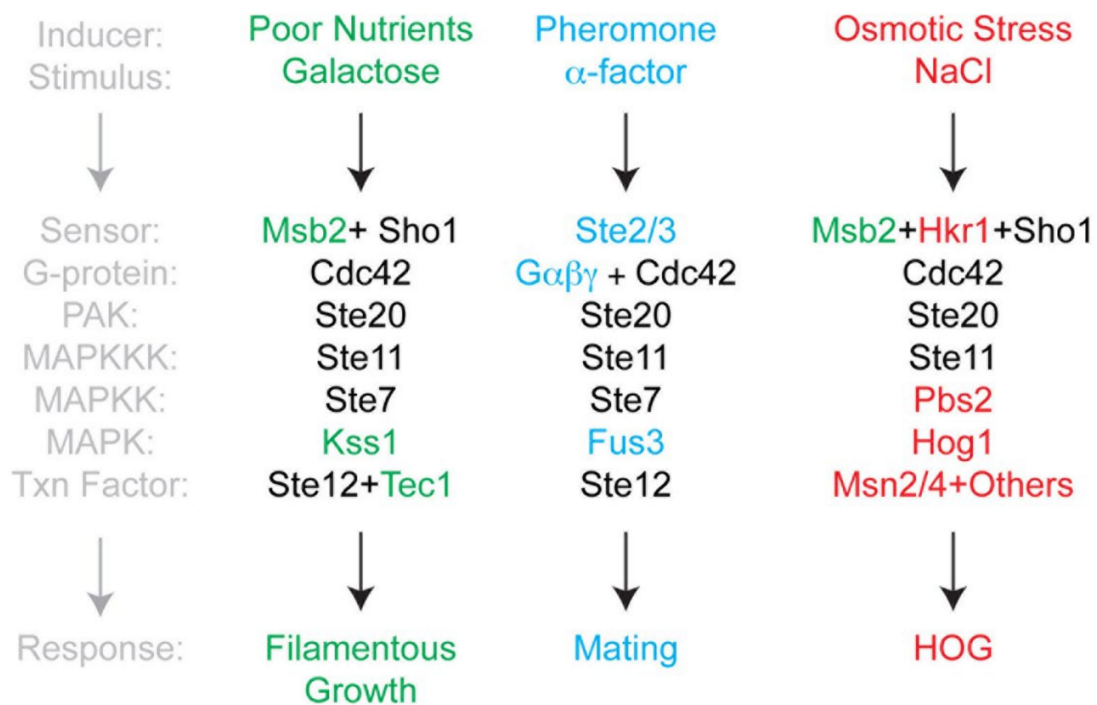 Inducer: Poor Nutrients Pheromone Osmotic Stress
Stimulus: Galactose α-factor NaCl
Sensor: Msb2+ Sho1 Ste2/3 Msb2+Hkr1+Sho1
G-protein: Cdc42 Gαβγ + Cdc42 Cdc42
PAK: Ste20 Ste20 Ste20
MAPKKK: Ste11 Ste11 Ste11
MAPKK: Ste7 Ste7 Pbs2
MAPK: Kss1 Fus3 Hog1
Txn Factor: Ste12+Tec1 Ste12 Msn2/4+Others
Response: Filamentous Mating HOG
Growth